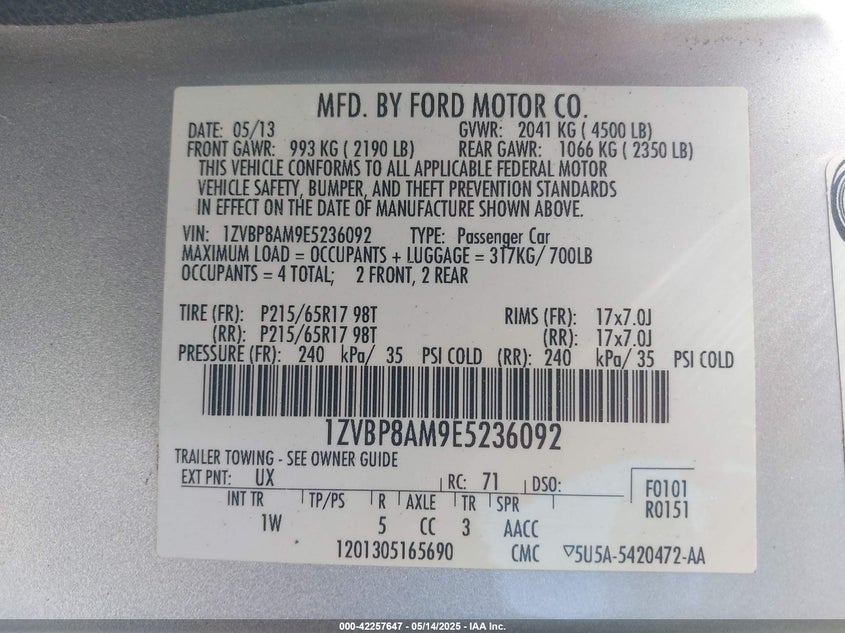 MFD. BY FORD MOTOR CO.
DATE: 05/13 GVWR: 2041 KG ( 4500 LB)
FRONT GAWR: 993 KG ( 2190 LB) REAR GAWR: 1066 KG ( 2350 LB)
THIS VEHICLE CONFORMS TO ALL APPLICABLE FEDERAL MOTOR
VEHICLE SAFETY, BUMPER, AND THEFT PREVENTION STANDARDS
IN EFFECT ON THE DATE OF MANUFACTURE SHOWN ABOVE.
VIN: 1ZVBP8AM9E5236092 TYPE: Passenger Car
MAXIMUM LOAD = OCCUPANTS + LUGGAGE = 317KG/ 700LB
OCCUPANTS = 4 TOTAL; 2 FRONT, 2 REAR
TIRE (FR): P215/65R17 98T RIMS (FR): 17x7.0J
(RR): P215/65R17 98T (RR): 17x7.0J
PRESSURE (FR): 240 kPa/ 35 PSI COLD (RR): 240 kPa/ 35 PSI COLD
1ZVBP8AM9E5236092
TRAILER TOWING - SEE OWNER GUIDE
EXT PNT: UX RC: 71 DSO: F0101
INT TR TP/PS R AXLE TR SPR R0151
1W 5 CC 3 AACC
1201305165690 CMC ▽5U5A-5420472-AA
000-42257647 - 05/14/2025 - IAA Inc.